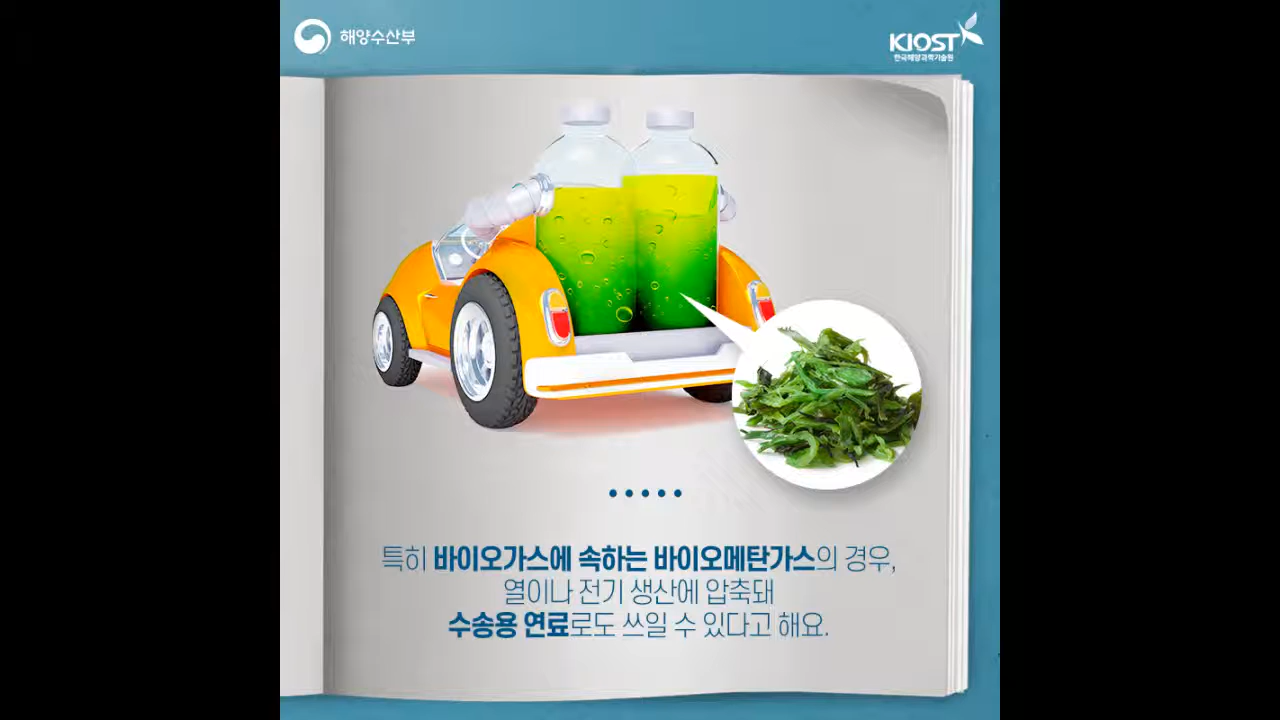 해양수산부
KIOST
한국해양과학기술원
특히 바이오가스에 속하는 바이오메탄가스의 경우,
열이나 전기 생산에 압축돼
수송용 연료로도 쓰일 수 있다고 해요.